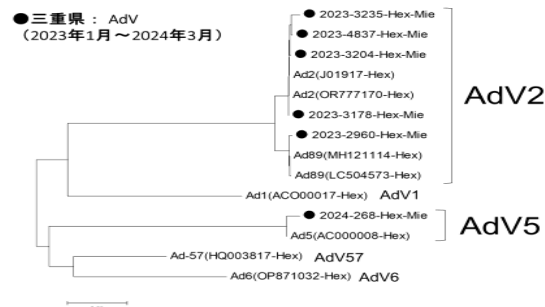 ●三重県： AdV
（2023年1月～2024年3月）
2023-3235-Hex-Mie
2023-4837-Hex-Mie
2023-3204-Hex-Mie
Ad2(J01917-Hex)
Ad2(OR777170-Hex)
2023-3178-Hex-Mie
2023-2960-Hex-Mie
Ad89(MH121114-Hex)
Ad89(LC504573-Hex)
AdV2
Ad1(ACO00017-Hex) AdV1
2024-268-Hex-Mie
Ad5(AC000008-Hex)
AdV5
Ad-57(HQ003817-Hex) AdV57
Ad6(OP871032-Hex) AdV6